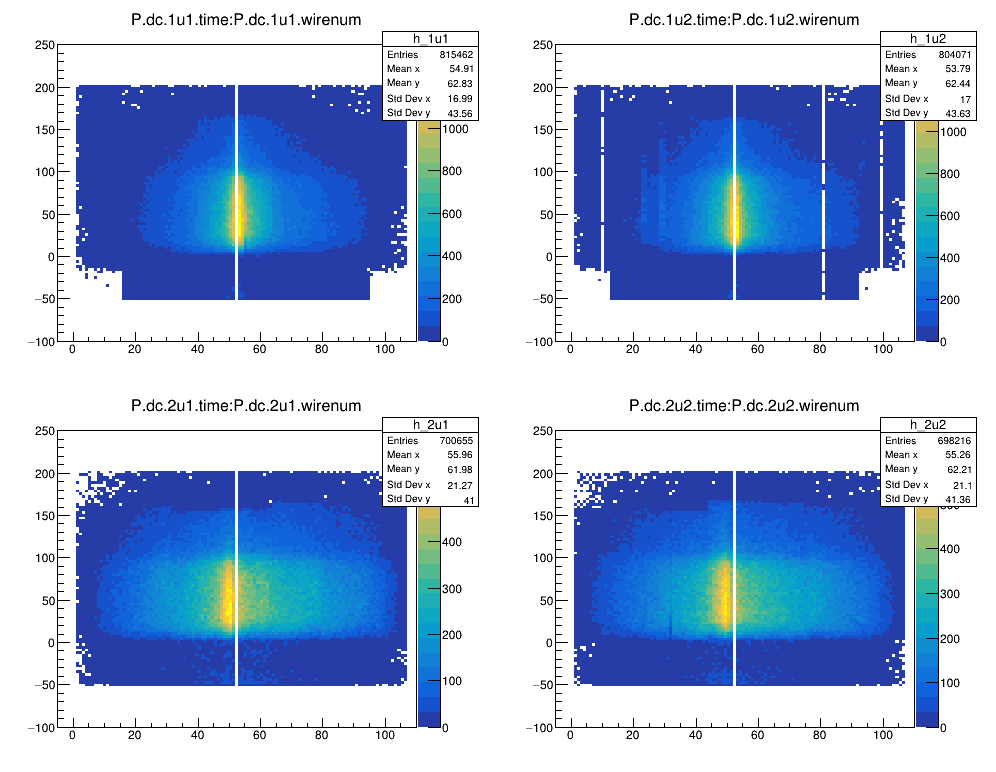 P.dc.1u1.time:P.dc.1u1.wirenum
h_1u1
Entries 815462
Mean x 54.91
Mean y 62.83
Std Dev x 16.99
Std Dev y 43.56
250
200
150
100
50
0
−50
−100
0 20 40 60 80 100
1000
800
600
400
200
0
P.dc.1u2.time:P.dc.1u2.wirenum
h_1u2
Entries 804071
Mean x 53.79
Mean y 62.44
Std Dev x 17
Std Dev y 43.63
250
200
150
100
50
0
−50
−100
0 20 40 60 80 100
1000
800
600
400
200
0
P.dc.2u1.time:P.dc.2u1.wirenum
h_2u1
Entries 700655
Mean x 55.96
Mean y 61.98
Std Dev x 21.27
Std Dev y 41
250
200
150
100
50
0
−50
−100
0 20 40 60 80 100
400
300
200
100
0
P.dc.2u2.time:P.dc.2u2.wirenum
h_2u2
Entries 698216
Mean x 55.26
Mean y 62.21
Std Dev x 21.1
Std Dev y 41.36
250
200
150
100
50
0
−50
−100
0 20 40 60 80 100
400
300
200
100
0